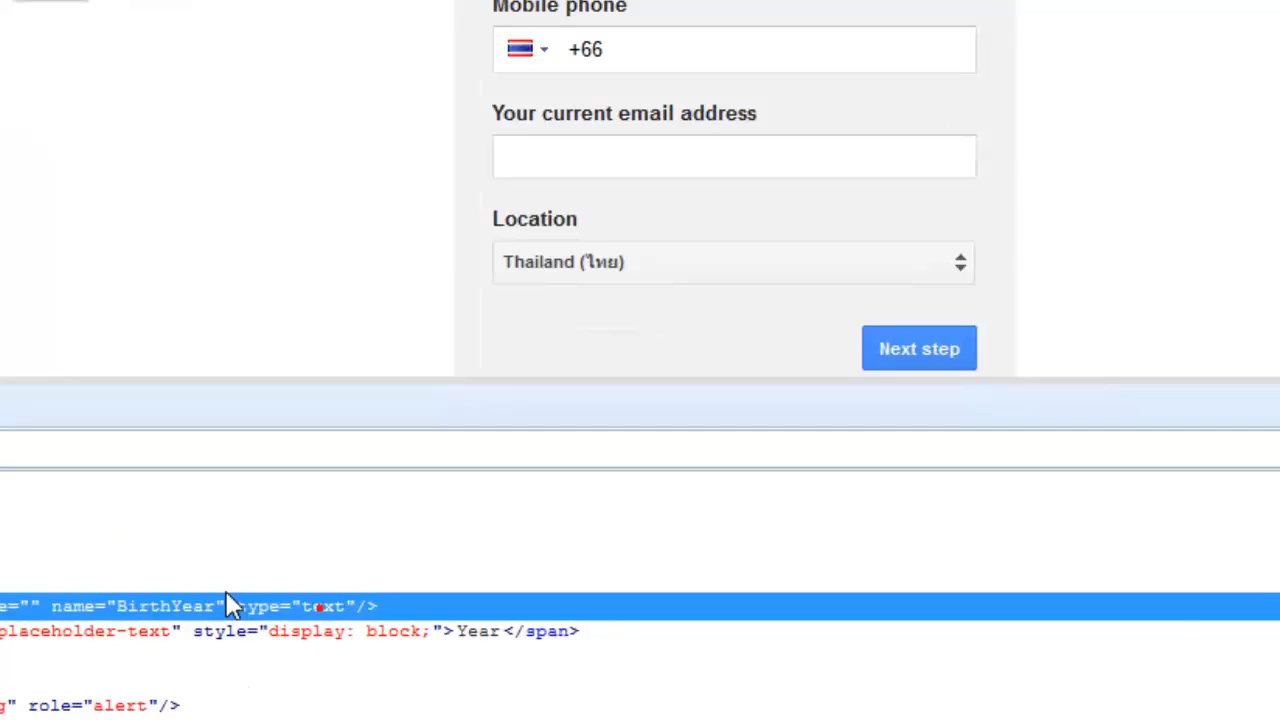 Mobile phone
+66
Your current email address
Location
Thailand (ไทย)
Next step
e="" name="BirthYear" type="text"/>
placeholder-text" style="display: block;">Year</span>
g" role="alert"/>